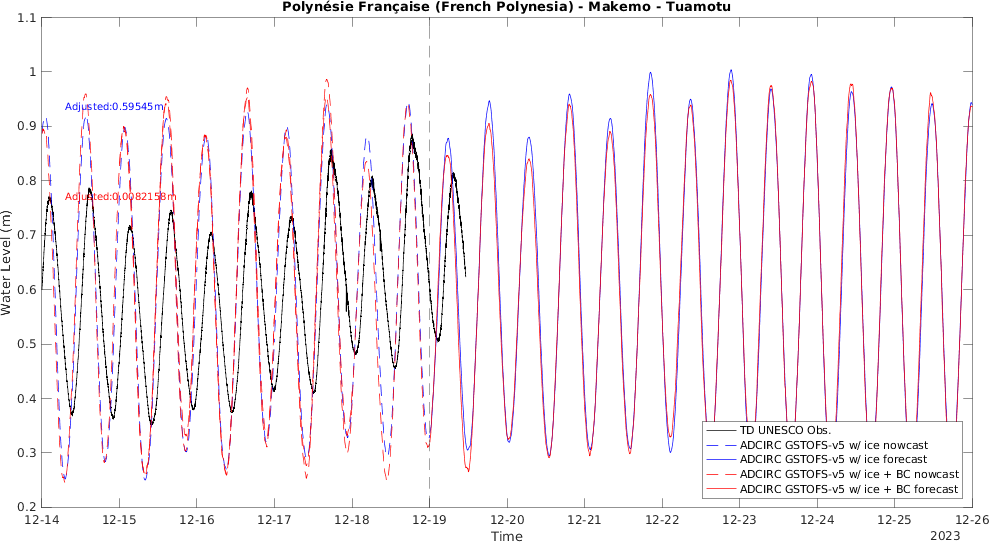 Polynésie Française (French Polynesia) - Makemo - Tuamotu
1.1
1
0.9
0.8
0.7
0.6
0.5
0.4
0.3
0.2
Water Level (m)
Adjusted:0.59545m
Adjusted:0.0082158m
TD UNESCO Obs.
ADCIRC GSTOFS-v5 w/ ice nowcast
ADCIRC GSTOFS-v5 w/ ice forecast
ADCIRC GSTOFS-v5 w/ ice + BC nowcast
ADCIRC GSTOFS-v5 w/ ice + BC forecast
12-14 12-15 12-16 12-17 12-18 12-19 12-20 12-21 12-22 12-23 12-24 12-25 12-26
Time
2023